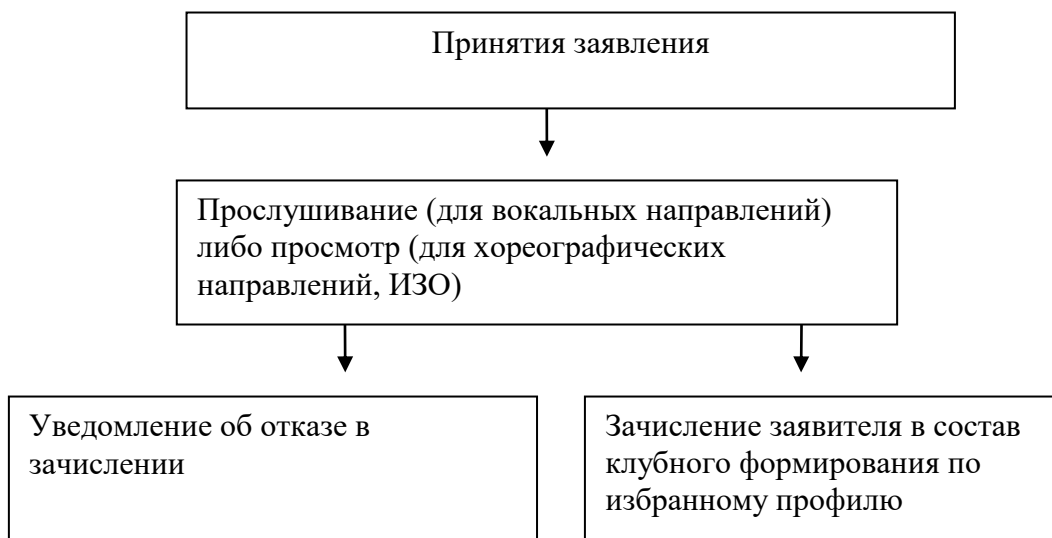 Принятия заявления
Прослушивание (для вокальных направлений)
либо просмотр (для хореографических
направлений, ИЗО)
Уведомление об отказе в
зачислении
Зачисление заявителя в состав
клубного формирования по
избранному профилю